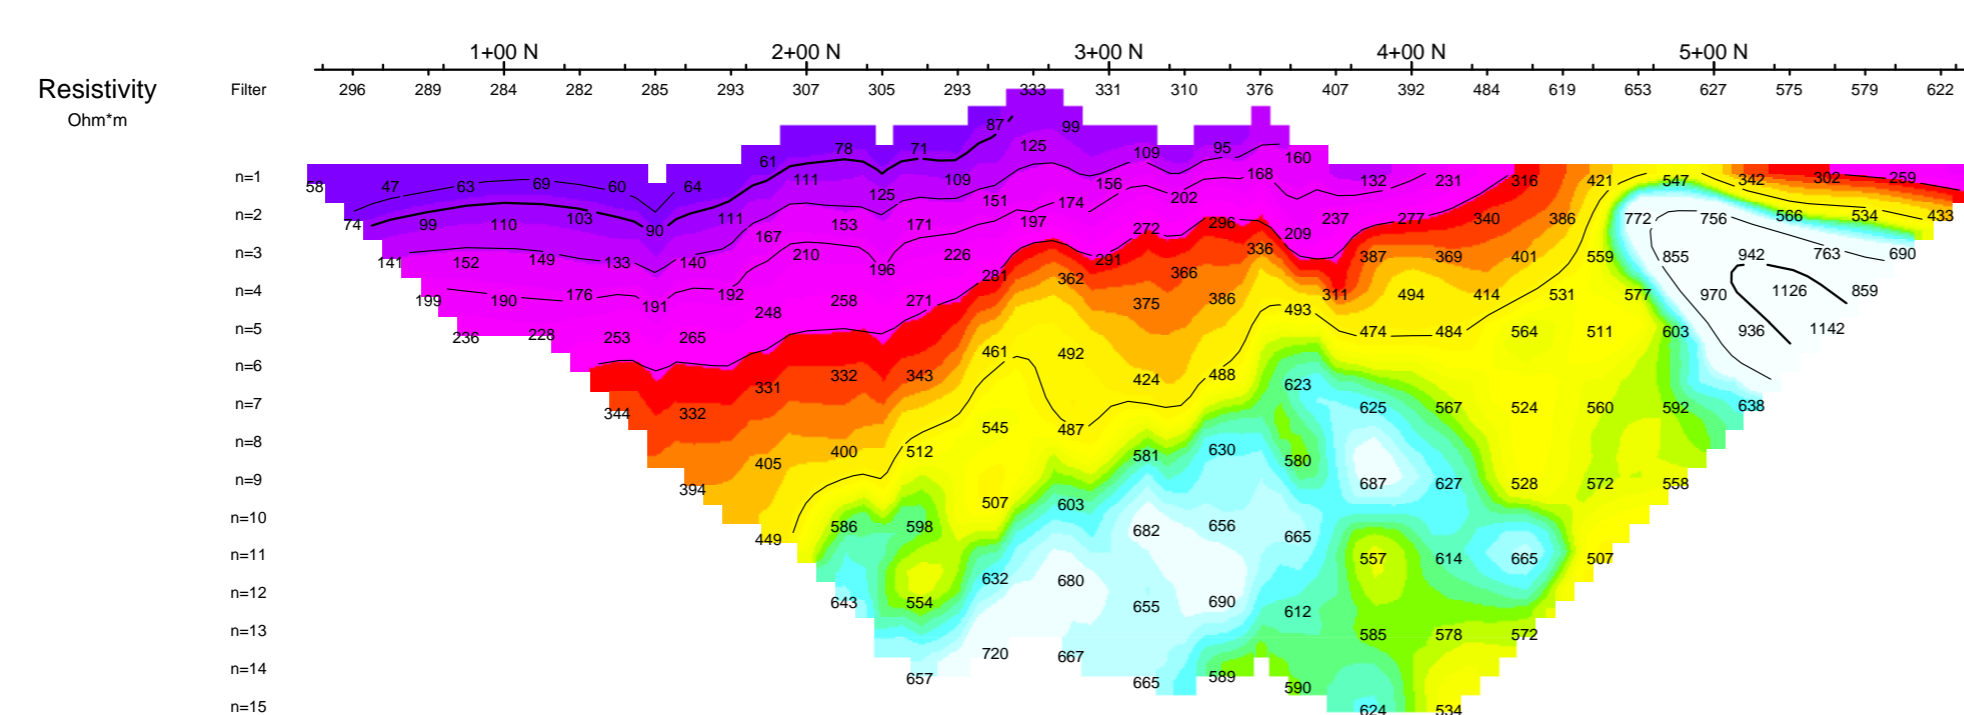 1+00 N 2+00 N 3+00 N 4+00 N 5+00 N
Resistivity
Ohm*m
Filter 296 289 284 282 285 293 307 305 293 333 331 310 376 407 392 484 619 653 627 575 579 622
87 99
78 71 125 109 95 160
61
n=1 58 47 63 69 60 64 111 125 109 156 168 132 231 316 421 547 342 302 259
151 174 202
n=2 74 99 110 103 90 111 153 171 197 272 296 237 277 340 386 772 756 566 534 433
167 209
n=3 141 152 149 133 140 210 196 226 281 291 336 387 369 401 559 855 942 763 690
362 366
n=4 199 190 176 191 192 248 258 271 375 386 311 494 414 531 577 970 1126 859
493
n=5 236 228 253 265 474 484 564 511 603 936 1142
461 492
n=6 331 332 343 424 488 623
n=7 344 332 625 567 524 560 592 638
545 487
n=8 405 400 512 581 630 580
n=9 394 687 627 528 572 558
507 603
n=10 449 586 598 682 656 665
n=11 557 614 665 507
632 680
n=12 643 554 655 690 612
n=13 585 578 572
720 667
n=14 657 665 589 590
n=15 624 534